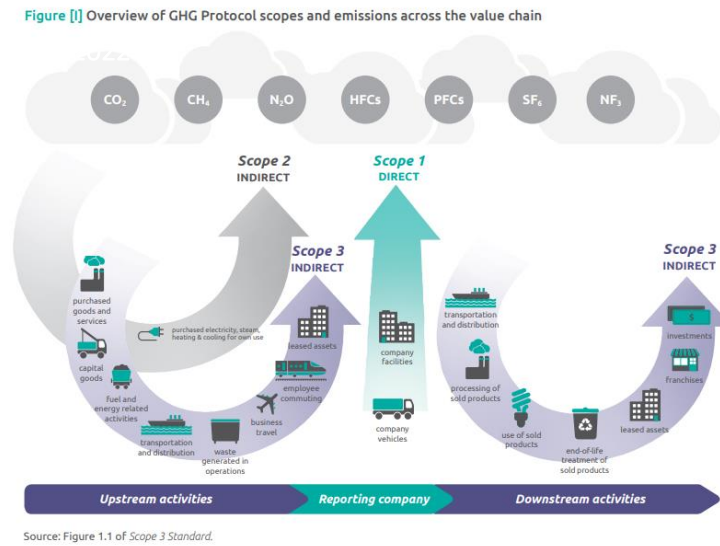 Figure [I] Overview of GHG Protocol scopes and emissions across the value chain
2022
CO₂
CH₄
N₂O
HFCs
PFCs
SF₆
NF₃
Scope 2
INDIRECT
Scope 1
DIRECT
Scope 3
INDIRECT
Scope 3
INDIRECT
purchased
goods and
services
capital
goods
fuel and
energy related
activities
purchased electricity, steam,
heating & cooling for own use
transportation
and distribution
waste
generated in
operations
business
travel
employee
commuting
leased assets
company
facilities
company
vehicles
transportation
and distribution
processing of
sold products
use of sold
products
end-of-life
treatment of
sold products
leased assets
franchises
$
investments
Upstream activities
Reporting company
Downstream activities
Source: Figure 1.1 of Scope 3 Standard.